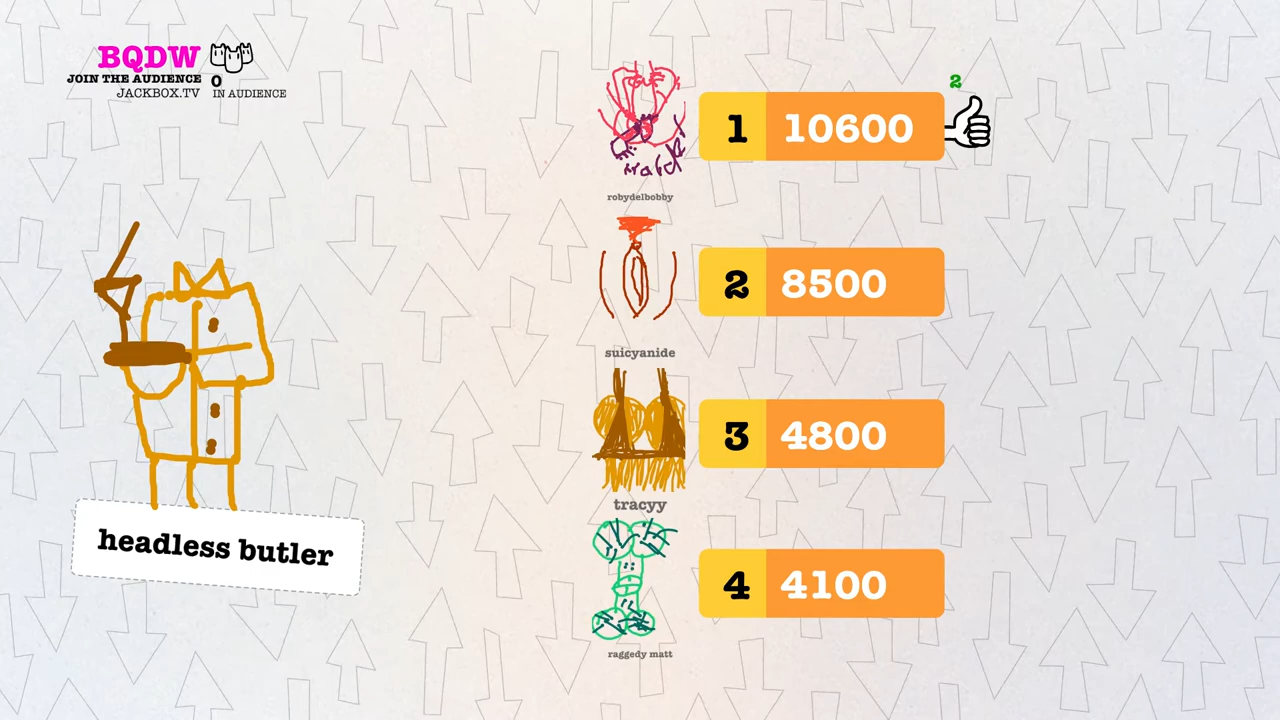 BQDW
JOIN THE AUDIENCE
JACKBOX.TV
0
IN AUDIENCE
2
1 10600
robydelbobby
2 8500
suicyanide
3 4800
tracyy
4 4100
raggedy matt
headless butler